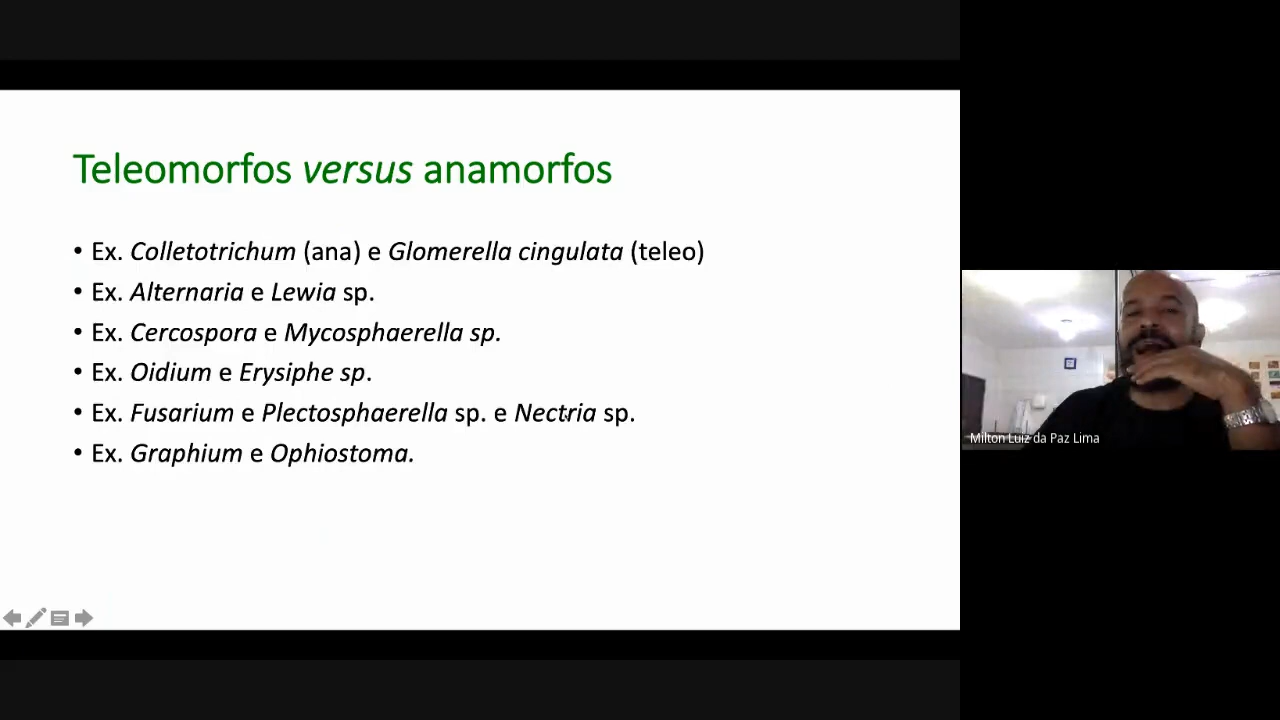 Teleomorfos versus anamorfos
• Ex. Colletotrichum (ana) e Glomerella cingulata (teleo)
• Ex. Alternaria e Lewia sp.
• Ex. Cercospora e Mycosphaerella sp.
• Ex. Oidium e Erysiphe sp.
• Ex. Fusarium e Plectosphaerella sp. e Nectria sp.
• Ex. Graphium e Ophiostoma.
Milton Luiz da Paz Lima